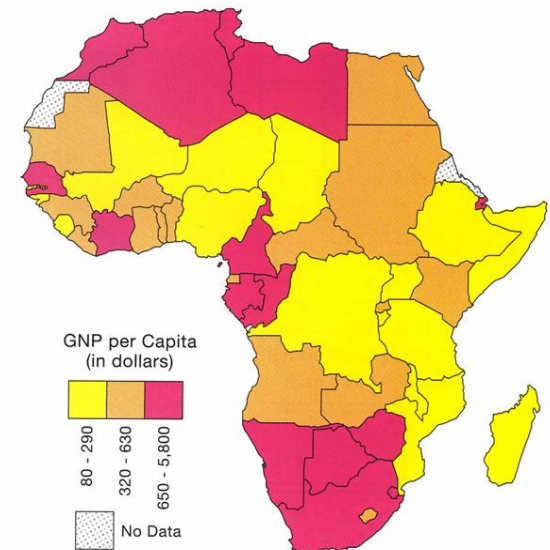 GNP per Capita
(in dollars)
80 - 290
320 - 630
650 - 5,800
No Data